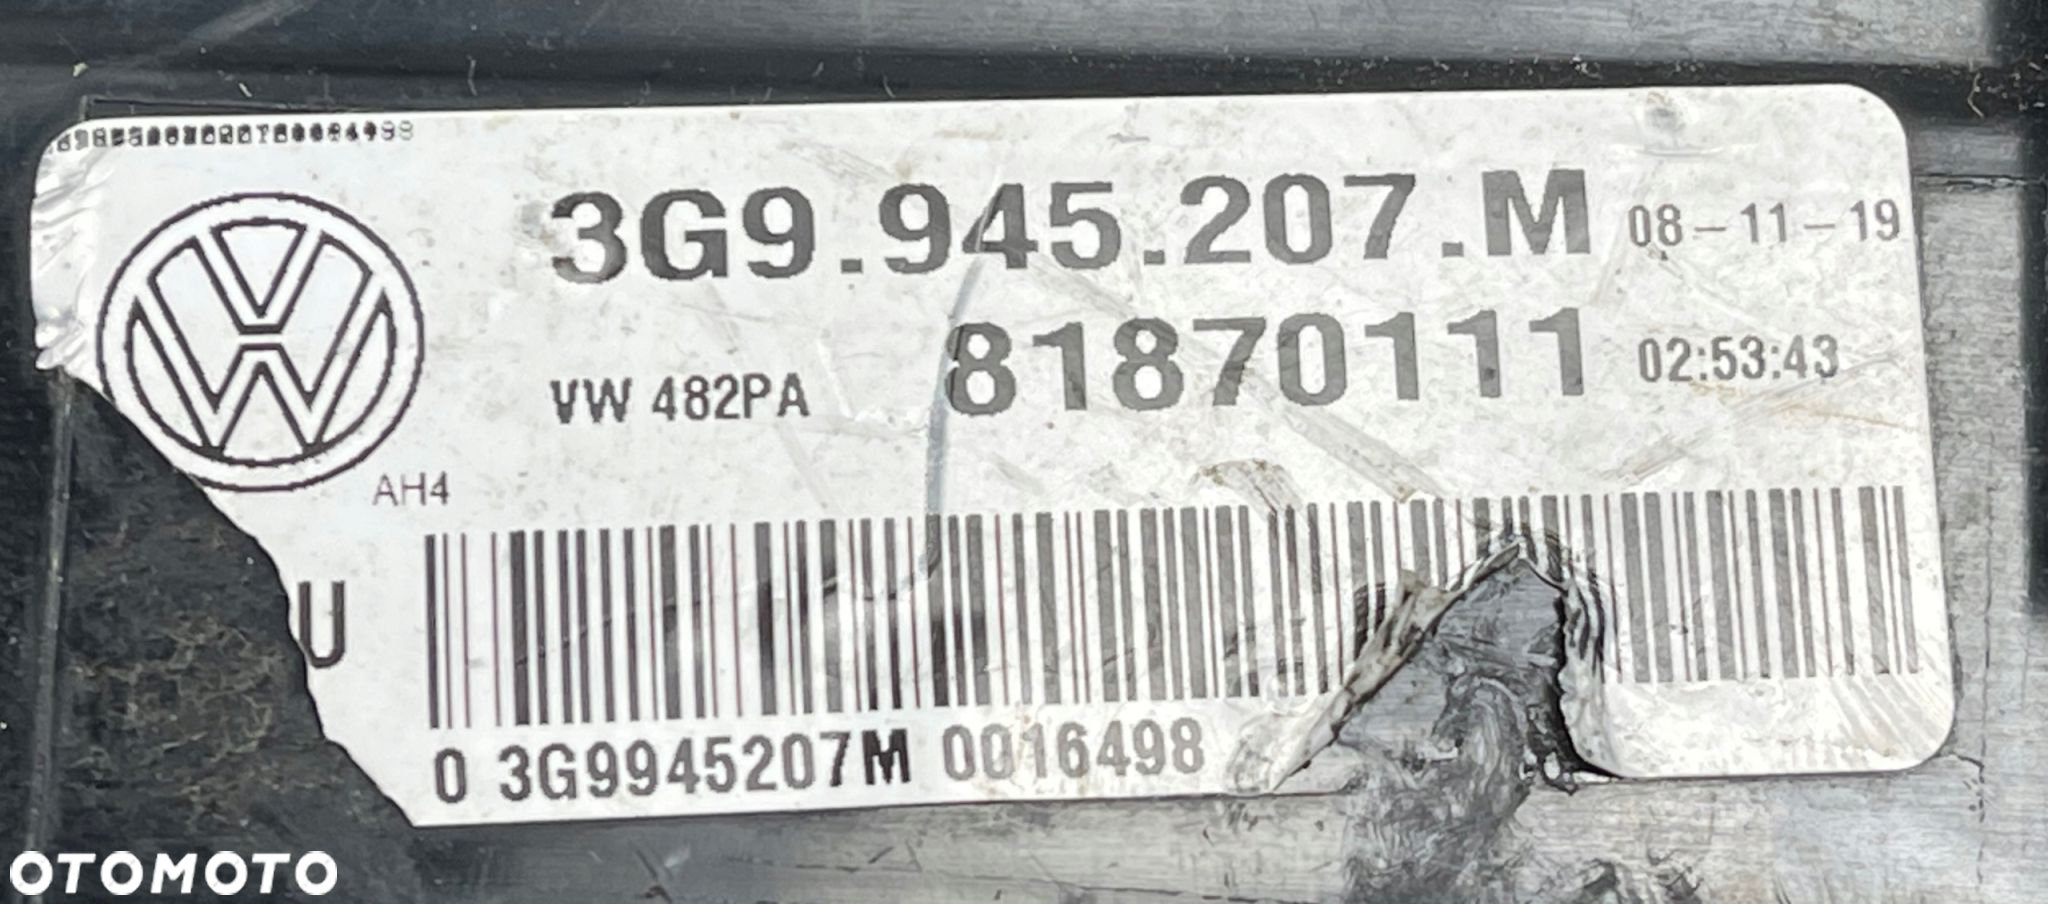 3G9.945.207.M 08-11-19
VW 482PA 81870111 02:53:43
AH4
U
0 3G9945207M 0016498
OTOMOTO